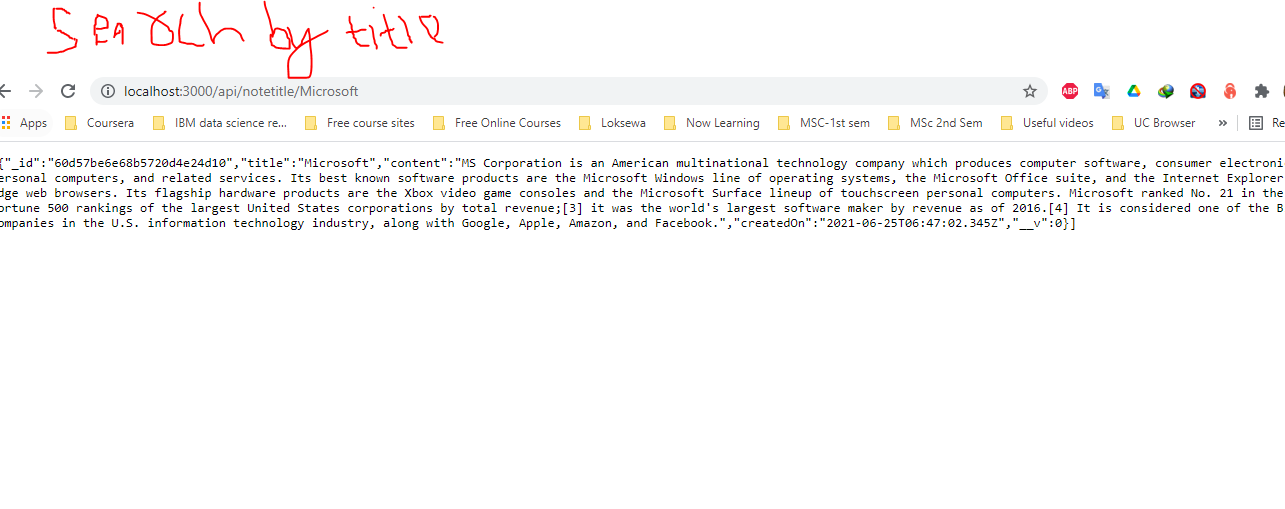 Search by title
localhost:3000/api/notetitle/Microsoft
ABP
Apps Coursera IBM data science re... Free course sites Free Online Courses Loksewa Now Learning MSC-1st sem MSc 2nd Sem Useful videos UC Browser » Re
{"_id":"60d57be6e68b5720d4e24d10","title":"Microsoft","content":"MS Corporation is an American multinational technology company which produces computer software, consumer electroni
ersonal computers, and related services. Its best known software products are the Microsoft Windows line of operating systems, the Microsoft Office suite, and the Internet Explorer
dge web browsers. Its flagship hardware products are the Xbox video game consoles and the Microsoft Surface lineup of touchscreen personal computers. Microsoft ranked No. 21 in the
ortune 500 rankings of the largest United States corporations by total revenue;[3] it was the world's largest software maker by revenue as of 2016.[4] It is considered one of the B
ompanies in the U.S. information technology industry, along with Google, Apple, Amazon, and Facebook.","createdOn":"2021-06-25T06:47:02.345Z","__v":0}]